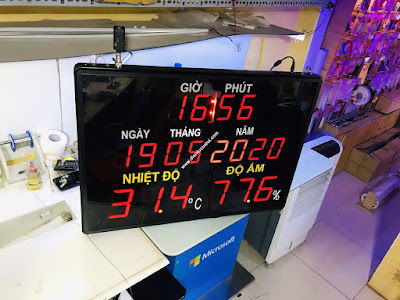 GIỜ PHÚT
16:56
NGÀY THÁNG NĂM
19 05 2020
NHIỆT ĐỘ ĐỘ ẨM
31.4°C 77.6%
Microsoft